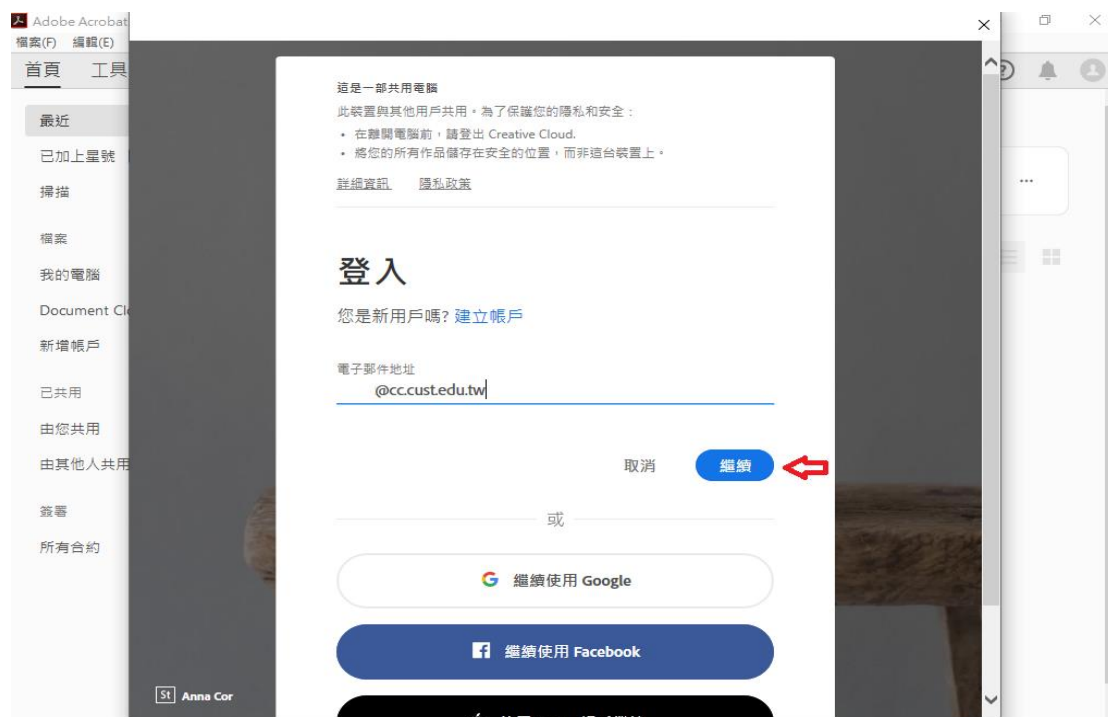 Adobe Acrobat
檔案(F) 編輯(E)
首頁 工具
最近
已加上星號
掃描
檔案
我的電腦
Document Clo
新增帳戶
已共用
由您共用
由其他人共用
簽署
所有合約
這是一部共用電腦
此裝置與其他用戶共用。為了保護您的隱私和安全：
• 在離開電腦前，請登出 Creative Cloud.
• 將您的所有作品儲存在安全的位置，而非這台裝置上。
詳細資訊 隱私政策
登入
您是新用戶嗎? 建立帳戶
電子郵件地址
@cc.cust.edu.tw
取消 繼續
或
繼續使用 Google
繼續使用 Facebook
St Anna Cor